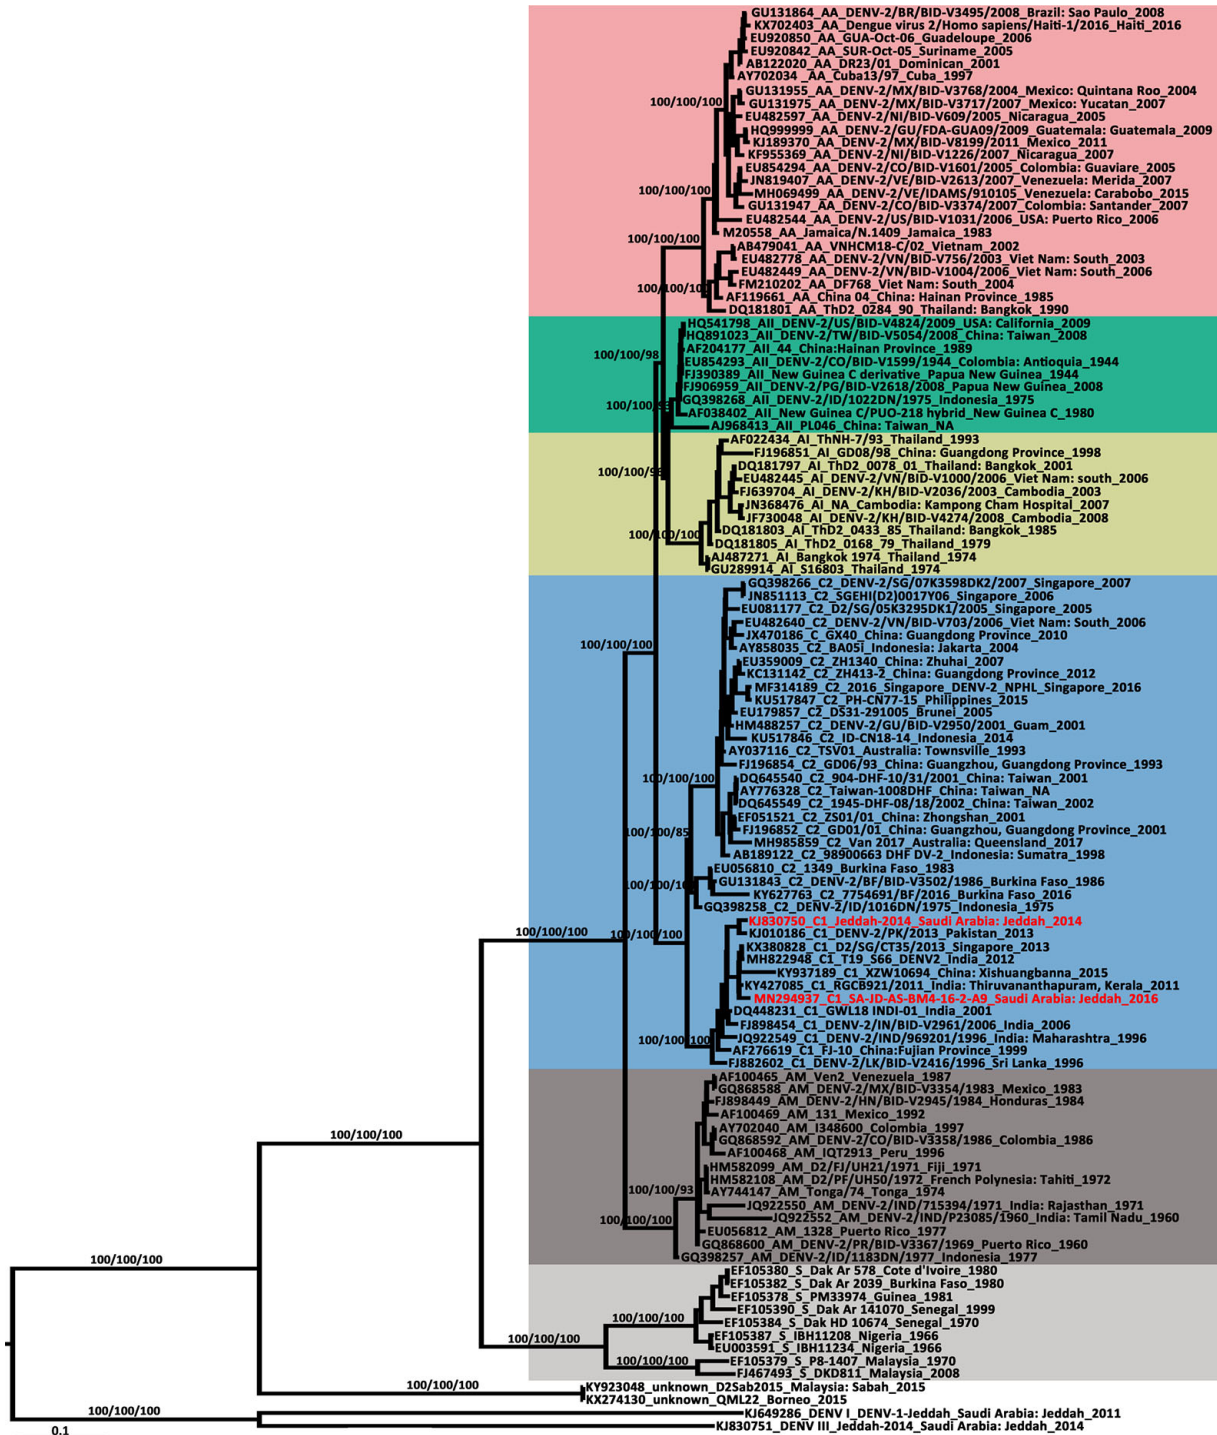 GU131864_AA_DENV-2/BR/BID-V3495/2008_Brazil: Sao Paulo_2008
KX702403_AA_Dengue virus 2/Homo sapiens/Haiti-1/2016_Haiti_2016
EU920850_AA_GUA-Oct-06_Guadeloupe_2006
EU920842_AA_SUR-Oct-05_Suriname_2005
AB122020_AA_DR23/01_Dominican_2001
AY702034 _AA_Cuba13/97_Cuba_1997
GU131955_AA_DENV-2/MX/BID-V3768/2004_Mexico: Quintana Roo_2004
100/100/100
GU131975_AA_DENV-2/MX/BID-V3717/2007_Mexico: Yucatan_2007
EU482597_AA_DENV-2/NI/BID-V609/2005_Nicaragua_2005
HQ999999_AA_DENV-2/GU/FDA-GUA09/2009_Guatemala: Guatemala_2009
KJ189370_AA_DENV-2/MX/BID-V8199/2011_Mexico_2011
KF955369_AA_DENV-2/NI/BID-V1226/2007_Nicaragua_2007
EU854294_AA_DENV-2/CO/BID-V1601/2005_Colombia: Guaviare_2005
JN819407_AA_DENV-2/VE/BID-V2613/2007_Venezuela: Merida_2007
100/100/100
MH069499_AA_DENV-2/VE/IDAMS/910105_Venezuela: Carabobo_2015
GU131947_AA_DENV-2/CO/BID-V3374/2007_Colombia: Santander_2007
EU482544_AA_DENV-2/US/BID-V1031/2006_USA: Puerto Rico_2006
M20558_AA_Jamaica/N.1409_Jamaica_1983
100/100/100
AB479041_AA_VNHCM18-C/02_Vietnam_2002
EU482778_AA_DENV-2/VN/BID-V756/2003_Viet Nam: South_2003
EU482449_AA_DENV-2/VN/BID-V1004/2006_Viet Nam: South_2006
FM210202_AA_DF768_Viet Nam: South_2004
100/100/100
AF119661_AA_China 04_China: Hainan Province_1985
DQ181801_AA_ThD2_0284_90_Thailand: Bangkok_1990
HQ541798_AII_DENV-2/US/BID-V4824/2009_USA: California_2009
HQ891023_AII_DENV-2/TW/BID-V5054/2008_China: Taiwan_2008
AF204177_AII_44_China:Hainan Province_1989
100/100/98
EU854293_AII_DENV-2/CO/BID-V1599/1944_Colombia: Antioquia_1944
FJ390389_AII_New Guinea C derivative_Papua New Guinea_1944
FJ906959_AII_DENV-2/PG/BID-V2618/2008_Papua New Guinea_2008
GQ398268_AII_DENV-2/ID/1022DN/1975_Indonesia_1975
100/100/
AF038402_AII_New Guinea C/PUO-218 hybrid_New Guinea C_1980
AJ968413_AII_PL046_China: Taiwan_NA
AF022434_AI_ThNH-7/93_Thailand_1993
FJ196851_AI_GD08/98_China: Guangdong Province_1998
DQ181797_AI_ThD2_0078_01_Thailand: Bangkok_2001
100/100/
EU482445_AI_DENV-2/VN/BID-V1000/2006_Viet Nam: south_2006
FJ639704_AI_DENV-2/KH/BID-V2036/2003_Cambodia_2003
JN368476_AI_NA_Cambodia: Kampong Cham Hospital_2007
JF730048_AI_DENV-2/KH/BID-V4274/2008_Cambodia_2008
DQ181803_AI_ThD2_0433_85_Thailand: Bangkok_1985
100/100/100
DQ181805_AI_ThD2_0168_79_Thailand_1979
AJ487271_AI_Bangkok 1974_Thailand_1974
GU289914_AI_S16803_Thailand_1974
GQ398266_C2_DENV-2/SG/07K3598DK2/2007_Singapore_2007
JN851113_C2_SGEHI(D2)0017Y06_Singapore_2006
EU081177_C2_D2/SG/05K3295DK1/2005_Singapore_2005
EU482640_C2_DENV-2/VN/BID-V703/2006_Viet Nam: South_2006
JX470186_C_GX40_China: Guangdong Province_2010
100/100/100
AY858035_C2_BA05i_Indonesia: Jakarta_2004
EU359009_C2_ZH1340_China: Zhuhai_2007
KC131142_C2_ZH413-2_China: Guangdong Province_2012
MF314189_C2_2016_Singapore_DENV-2_NPHL_Singapore_2016
KU517847_C2_PH-CN77-15_Philippines_2015
EU179857_C2_DS31-291005_Brunei_2005
HM488257_C2_DENV-2/GU/BID-V2950/2001_Guam_2001
KU517846_C2_ID-CN18-14_Indonesia_2014
AY037116_C2_TSV01_Australia: Townsville_1993
FJ196854_C2_GD06/93_China: Guangzhou, Guangdong Province_1993
100/100/100
DQ645540_C2_904-DHF-10/31/2001_China: Taiwan_2001
AY776328_C2_Taiwan-1008DHF_China: Taiwan_NA
DQ645549_C2_1945-DHF-08/18/2002_China: Taiwan_2002
EF051521_C2_ZS01/01_China: Zhongshan_2001
100/100/85
FJ196852_C2_GD01/01_China: Guangzhou, Guangdong Province_2001
MH985859_C2_Van 2017_Australia: Queensland_2017
AB189122_C2_98900663 DHF DV-2_Indonesia: Sumatra_1998
EU056810_C2_1349_Burkina Faso_1983
100/100/
GU131843_C2_DENV-2/BF/BID-V3502/1986_Burkina Faso_1986
KY627763_C2_7754691/BF/2016_Burkina Faso_2016
GQ398258_C2_DENV-2/ID/1016DN/1975_Indonesia_1975
KJ830750_C1_Jeddah-2014_Saudi Arabia: Jeddah_2014
100/100/100
100/100/100
KJ010186_C1_DENV-2/PK/2013_Pakistan_2013
KX380828_C1_D2/SG/CT35/2013_Singapore_2013
MH822948_C1_T19_S66_DENV2_India_2012
KY937189_C1_XZW10694_China: Xishuangbanna_2015
KY427085_C1_RGCB921/2011_India: Thiruvananthapuram, Kerala_2011
MN294937_C1_SA-JD-AS-BM4-16-2-A9_Saudi Arabia: Jeddah_2016
DQ448231_C1_GWL18 INDI-01_India_2001
FJ898454_C1_DENV-2/IN/BID-V2961/2006_India_2006
100/100/100
JQ922549_C1_DENV-2/IND/969201/1996_India: Maharashtra_1996
AF276619_C1_FJ-10_China:Fujian Province_1999
FJ882602_C1_DENV-2/LK/BID-V2416/1996_Sri Lanka_1996
AF100465_AM_Ven2_Venezuela_1987
GQ868588_AM_DENV-2/MX/BID-V3354/1983_Mexico_1983
FJ898449_AM_DENV-2/HN/BID-V2945/1984_Honduras_1984
AF100469_AM_131_Mexico_1992
AY702040_AM_I348600_Colombia_1997
100/100/100
GQ868592_AM_DENV-2/CO/BID-V3358/1986_Colombia_1986
AF100468_AM_IQT2913_Peru_1996
HM582099_AM_D2/FJ/UH21/1971_Fiji_1971
HM582108_AM_D2/PF/UH50/1972_French Polynesia: Tahiti_1972
100/100/93
AY744147_AM_Tonga/74_Tonga_1974
JQ922550_AM_DENV-2/IND/715394/1971_India: Rajasthan_1971
100/100/100
JQ922552_AM_DENV-2/IND/P23085/1960_India: Tamil Nadu_1960
EU056812_AM_1328_Puerto Rico_1977
GQ868600_AM_DENV-2/PR/BID-V3367/1969_Puerto Rico_1960
GQ398257_AM_DENV-2/ID/1183DN/1977_Indonesia_1977
100/100/100
EF105380_S_Dak Ar 578_Cote d'Ivoire_1980
EF105382_S_Dak Ar 2039_Burkina Faso_1980
EF105378_S_PM33974_Guinea_1981
EF105390_S_Dak Ar 141070_Senegal_1999
100/100/100
EF105384_S_Dak HD 10674_Senegal_1970
100/100/100
EF105387_S_IBH11208_Nigeria_1966
EU003591_S_IBH11234_Nigeria_1966
100/100/100
EF105379_S_P8-1407_Malaysia_1970
FJ467493_S_DKD811_Malaysia_2008
100/100/100
KY923048_unknown_D2Sab2015_Malaysia: Sabah_2015
KX274130_unknown_QML22_Borneo_2015
100/100/100
KJ649286_DENV I_DENV-1-Jeddah_Saudi Arabia: Jeddah_2011
KJ830751_DENV III_Jeddah-2014_Saudi Arabia: Jeddah_2014
0.1